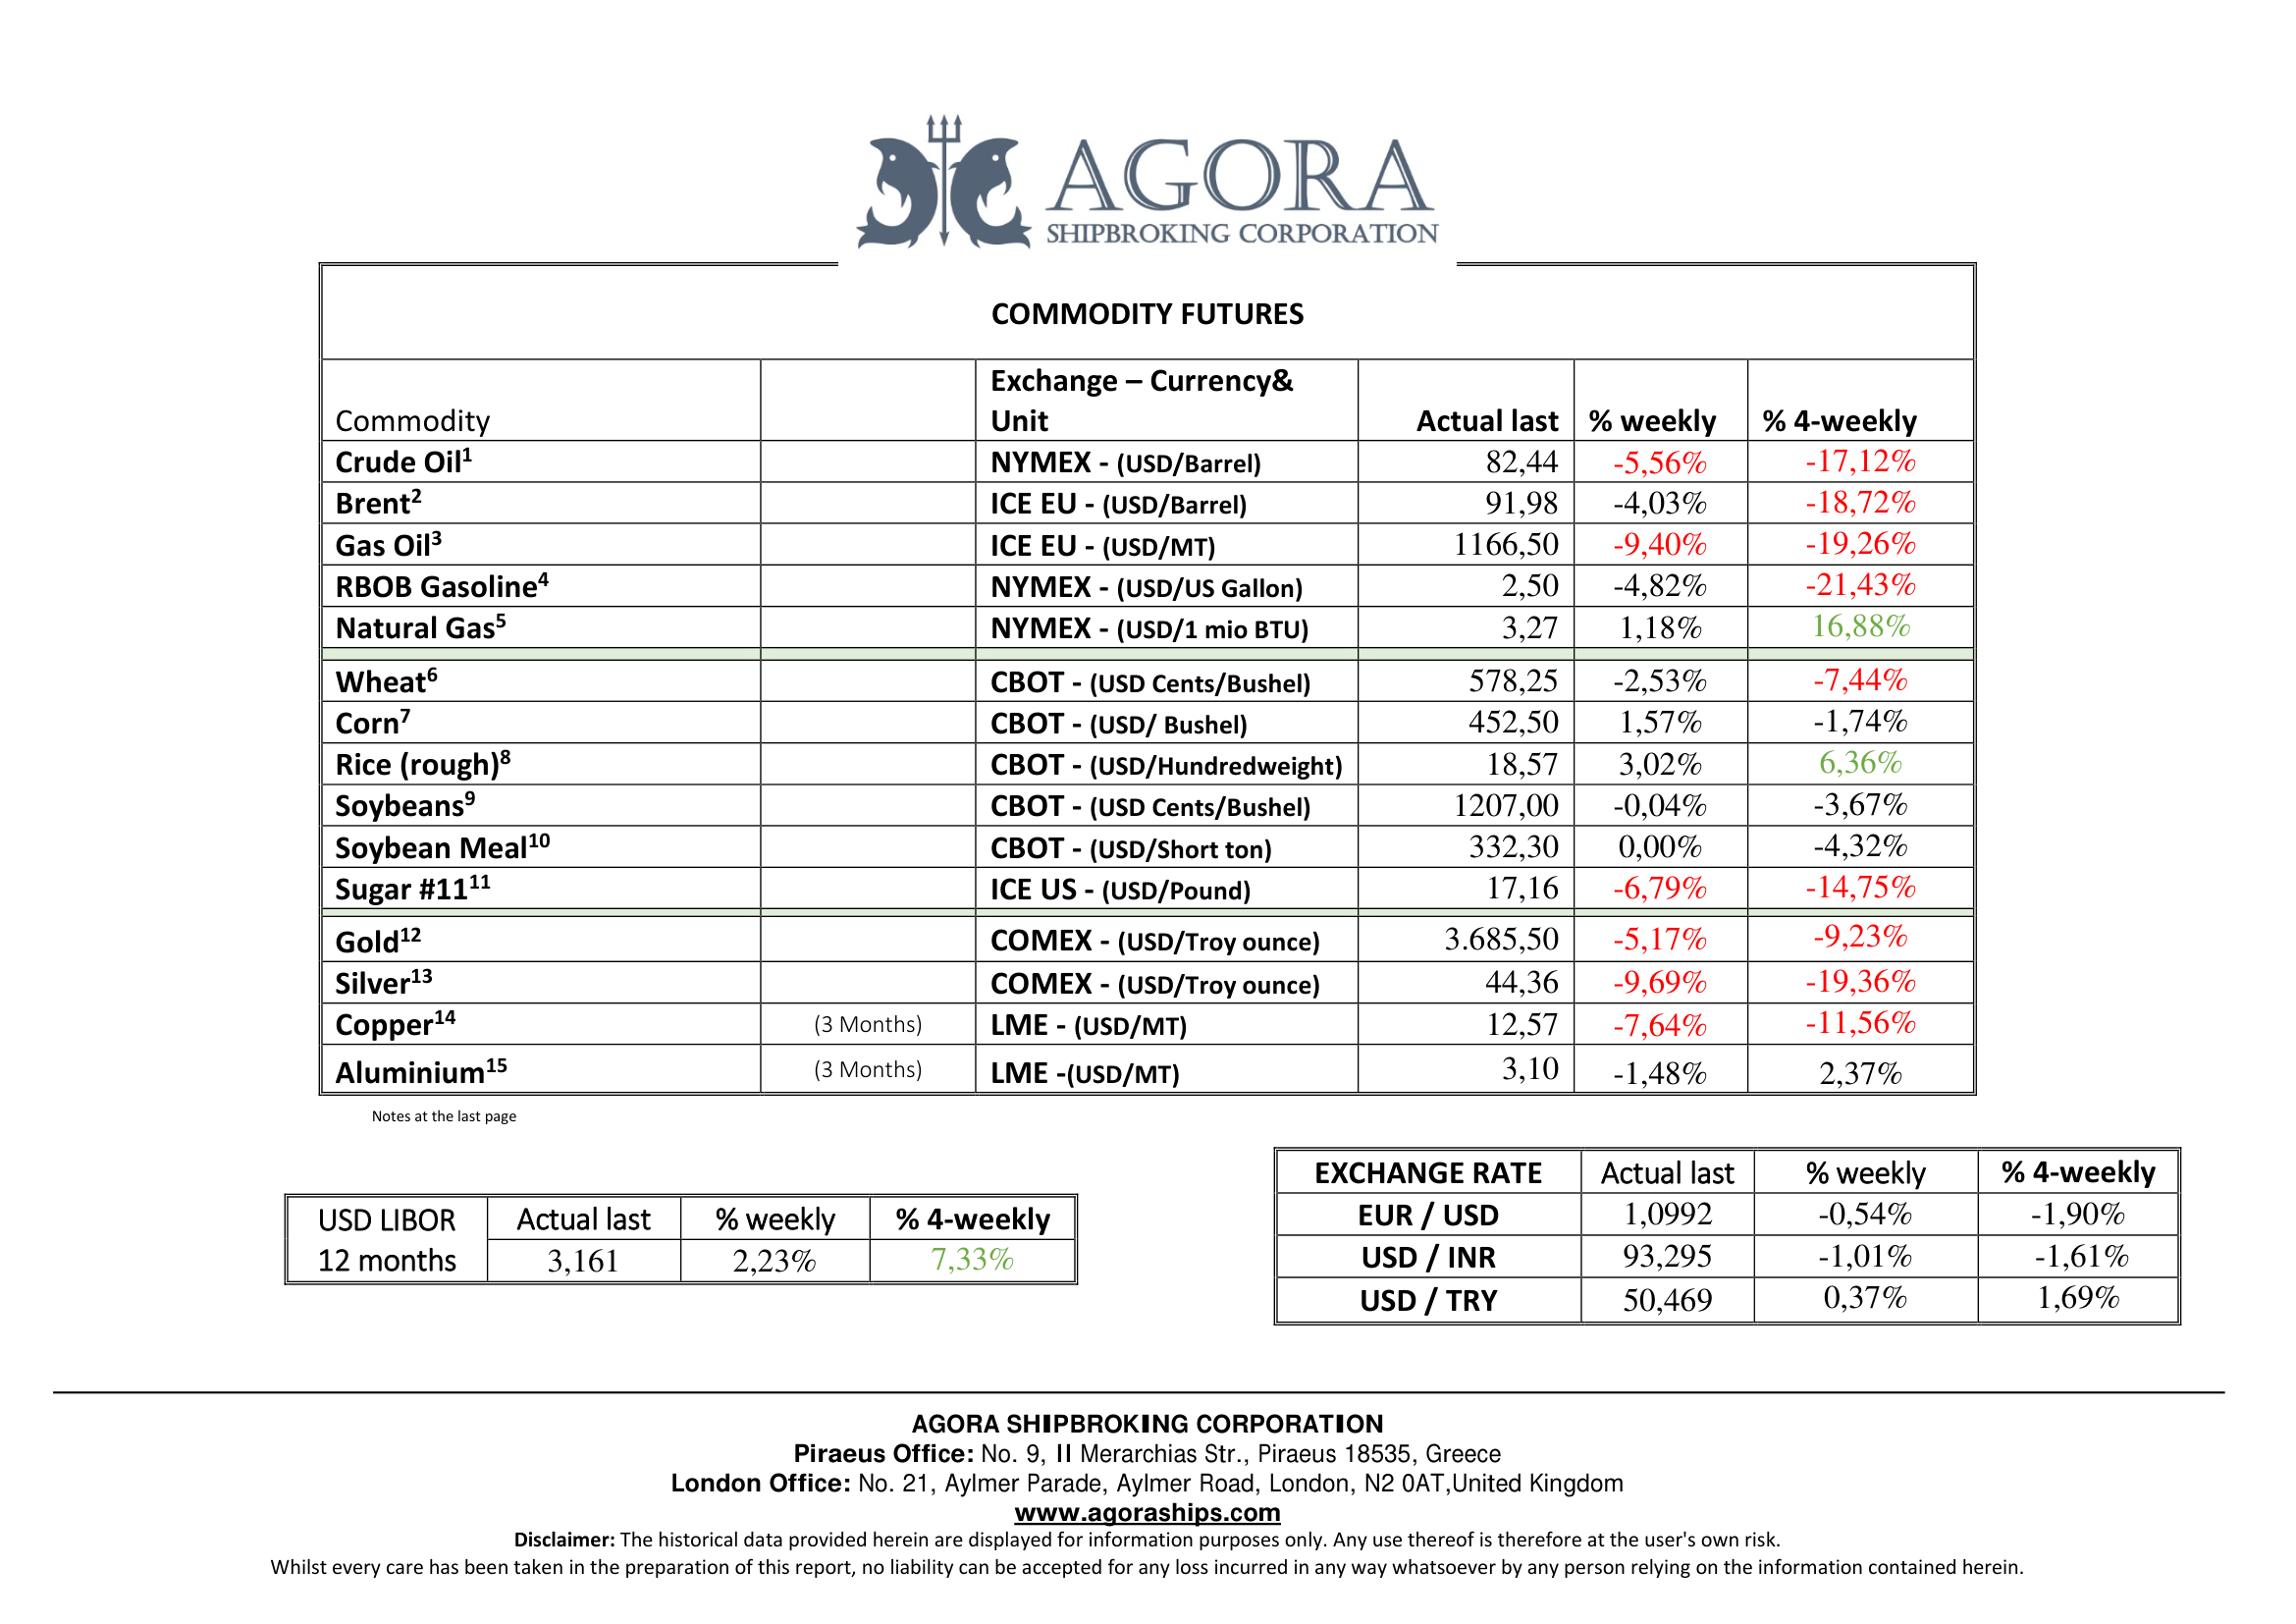 AGORA
SHIPBROKING CORPORATION
COMMODITY FUTURES
Commodity Exchange – Currency& Unit Actual last % weekly % 4-weekly
Crude Oil1 NYMEX - (USD/Barrel) 82,44 -5,56% -17,12%
Brent2 ICE EU - (USD/Barrel) 91,98 -4,03% -18,72%
Gas Oil3 ICE EU - (USD/MT) 1166,50 -9,40% -19,26%
RBOB Gasoline4 NYMEX - (USD/US Gallon) 2,50 -4,82% -21,43%
Natural Gas5 NYMEX - (USD/1 mio BTU) 3,27 1,18% 16,88%
Wheat6 CBOT - (USD Cents/Bushel) 578,25 -2,53% -7,44%
Corn7 CBOT - (USD/ Bushel) 452,50 1,57% -1,74%
Rice (rough)8 CBOT - (USD/Hundredweight) 18,57 3,02% 6,36%
Soybeans9 CBOT - (USD Cents/Bushel) 1207,00 -0,04% -3,67%
Soybean Meal10 CBOT - (USD/Short ton) 332,30 0,00% -4,32%
Sugar #1111 ICE US - (USD/Pound) 17,16 -6,79% -14,75%
Gold12 COMEX - (USD/Troy ounce) 3.685,50 -5,17% -9,23%
Silver13 COMEX - (USD/Troy ounce) 44,36 -9,69% -19,36%
Copper14 (3 Months) LME - (USD/MT) 12,57 -7,64% -11,56%
Aluminium15 (3 Months) LME -(USD/MT) 3,10 -1,48% 2,37%
Notes at the last page
USD LIBOR Actual last % weekly % 4-weekly
12 months 3,161 2,23% 7,33%
EXCHANGE RATE Actual last % weekly % 4-weekly
EUR / USD 1,0992 -0,54% -1,90%
USD / INR 93,295 -1,01% -1,61%
USD / TRY 50,469 0,37% 1,69%
AGORA SHIPBROKING CORPORATION
Piraeus Office: No. 9, II Merarchias Str., Piraeus 18535, Greece
London Office: No. 21, Aylmer Parade, Aylmer Road, London, N2 0AT,United Kingdom
www.agoraships.com
Disclaimer: The historical data provided herein are displayed for information purposes only. Any use thereof is therefore at the user's own risk.
Whilst every care has been taken in the preparation of this report, no liability can be accepted for any loss incurred in any way whatsoever by any person relying on the information contained herein.